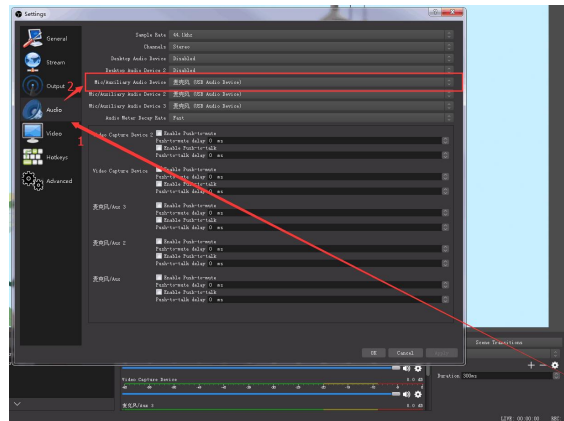 Settings
General
Stream
Output
Audio
Video
Hotkeys
Advanced
2
1
Sample Rate 44.1khz
Channels Stereo
Desktop Audio Device Disabled
Desktop Audio Device 2 Disabled
Mic/Auxiliary Audio Device 麦克风 (USB Audio Device)
Mic/Auxiliary Audio Device 2 麦克风 (USB Audio Device)
Mic/Auxiliary Audio Device 3 麦克风 (USB Audio Device)
Audio Meter Decay Rate Fast
Video Capture Device 2 Enable Push-to-mute
Push-to-mute delay 0 ms
Enable Push-to-talk
Push-to-talk delay 0 ms
Video Capture Device Enable Push-to-mute
Push-to-mute delay 0 ms
Enable Push-to-talk
Push-to-talk delay 0 ms
麦克风/Aux 3 Enable Push-to-mute
Push-to-mute delay 0 ms
Enable Push-to-talk
Push-to-talk delay 0 ms
麦克风/Aux 2 Enable Push-to-mute
Push-to-mute delay 0 ms
Enable Push-to-talk
Push-to-talk delay 0 ms
麦克风/Aux Enable Push-to-mute
Push-to-mute delay 0 ms
Enable Push-to-talk
Push-to-talk delay 0 ms
OK Cancel Apply
Scene Transitions
Duration 300ms
Video Capture Device 0.0 dB
麦克风/Aux 3 0.0 dB
LIVE: 00:00:00 REC: